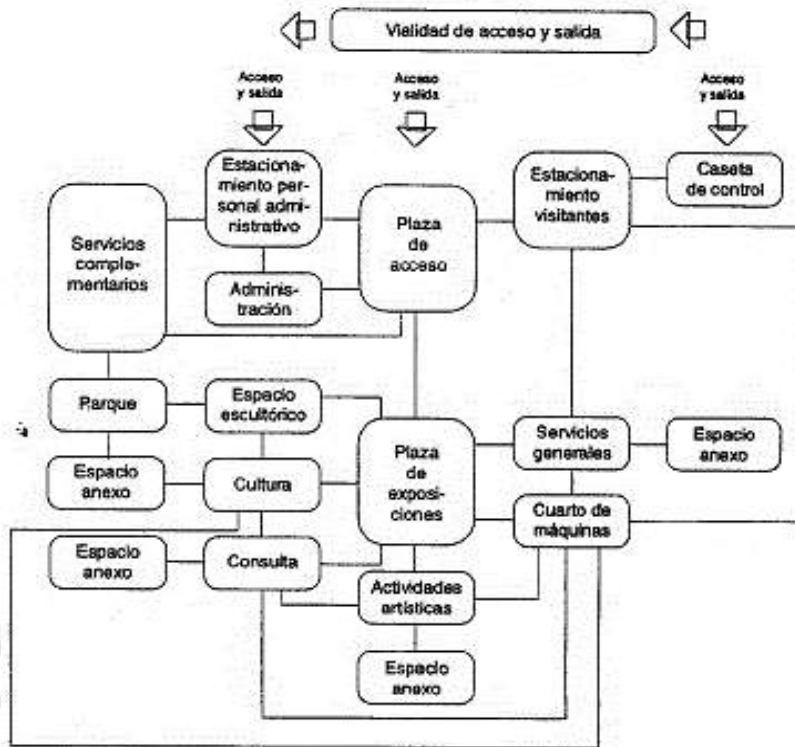 Vialidad de acceso y salida
Acceso
y salida
Acceso
y salida
Acceso
y salida
Estaciona-
miento per-
sonal admi-
nistrativo
Estaciona-
miento
visitantes
Caseta
de control
Servicios
comple-
mentarios
Plaza
de
acceso
Adminis-
tración
Parque
Espacio
escultórico
Plaza
de
exposi-
ciones
Servicios
generales
Espacio
anexo
Espacio
anexo
Cultura
Cuarto de
máquinas
Espacio
anexo
Consulta
Actividades
artísticas
Espacio
anexo